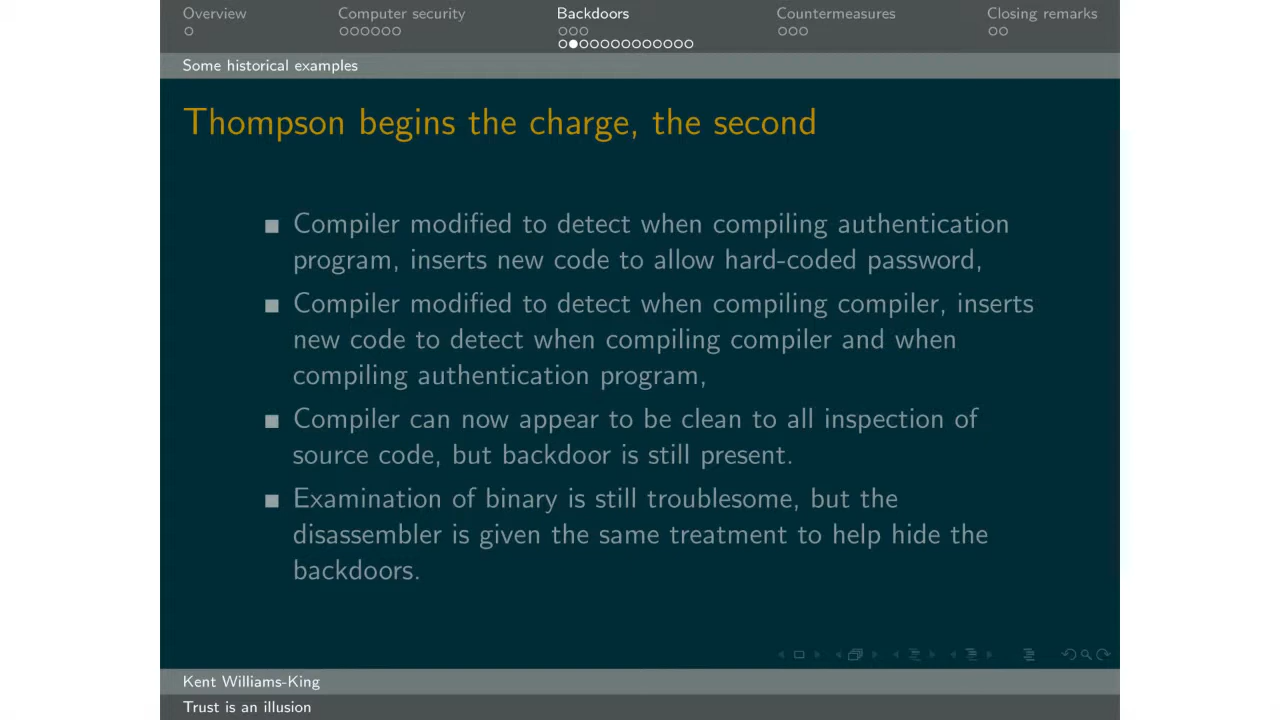 Overview
Computer security
Backdoors
Countermeasures
Closing remarks
Some historical examples
Thompson begins the charge, the second
Compiler modified to detect when compiling authentication
program, inserts new code to allow hard-coded password,
Compiler modified to detect when compiling compiler, inserts
new code to detect when compiling compiler and when
compiling authentication program,
Compiler can now appear to be clean to all inspection of
source code, but backdoor is still present.
Examination of binary is still troublesome, but the
disassembler is given the same treatment to help hide the
backdoors.
Kent Williams-King
Trust is an illusion